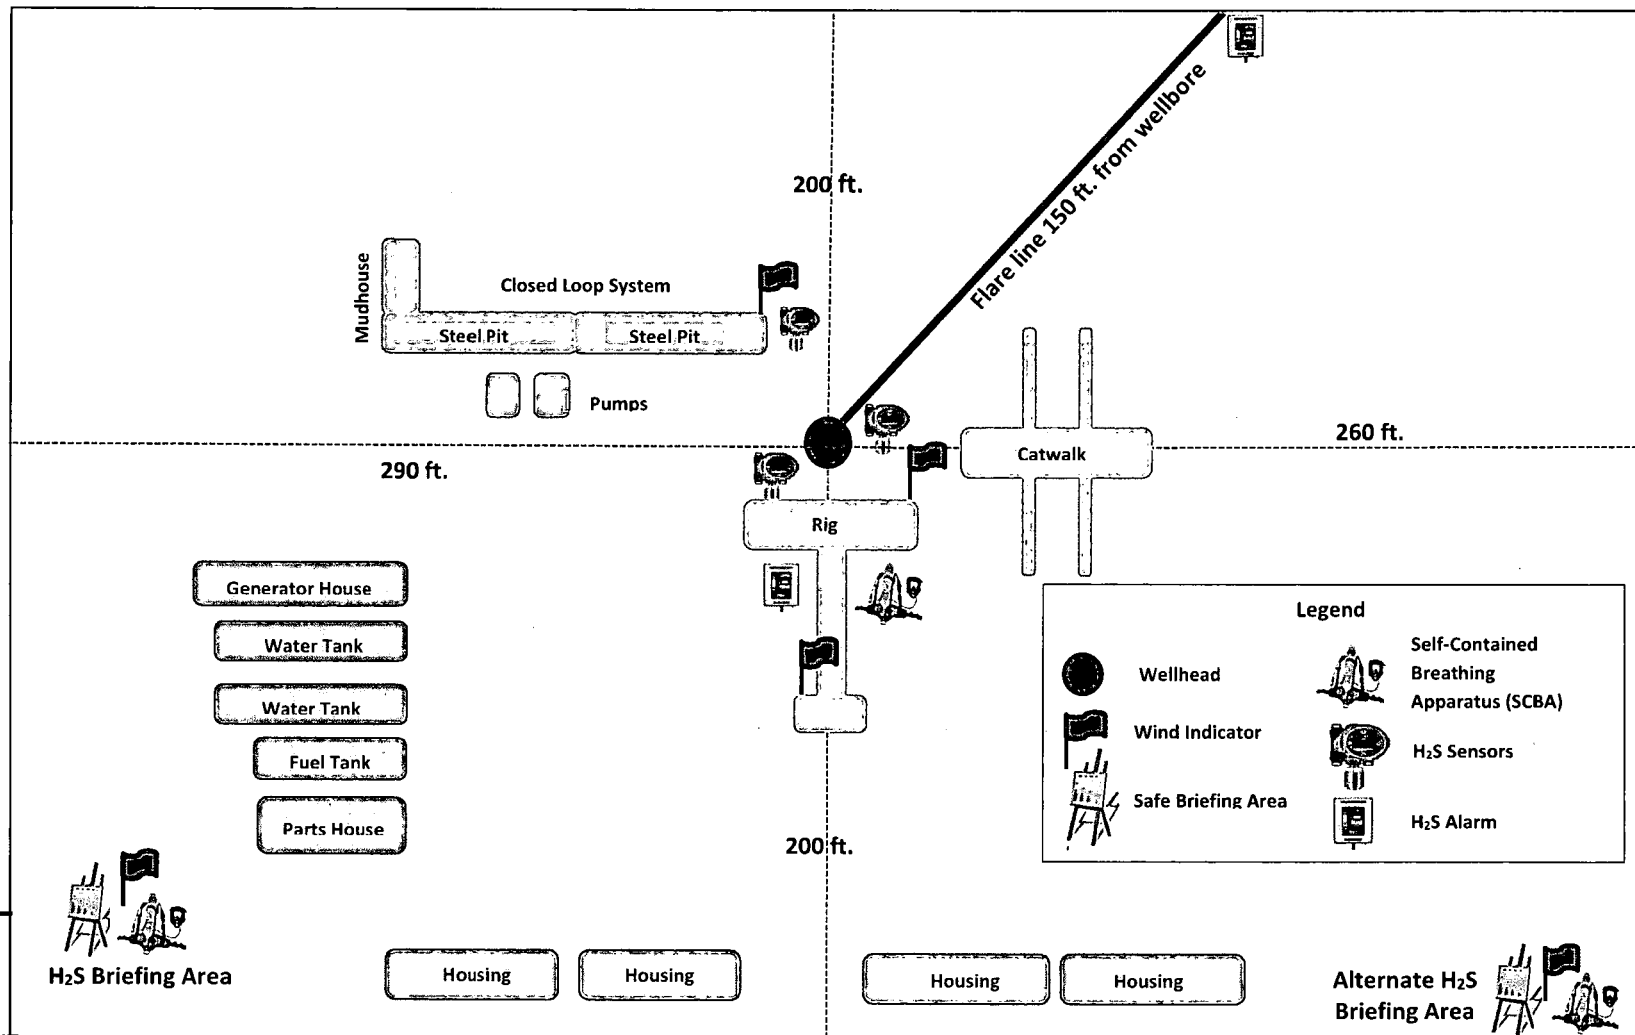 200 ft.
Flare line 150 ft. from wellbore
Mudhouse
Closed Loop System
Steel Pit
Steel Pit
Pumps
290 ft.
260 ft.
Catwalk
Rig
Generator House
Water Tank
Water Tank
Fuel Tank
Parts House
200 ft.
Legend
Wellhead
Wind Indicator
Safe Briefing Area
Self-Contained
Breathing
Apparatus (SCBA)
H₂S Sensors
H₂S Alarm
H₂S Briefing Area
Housing
Housing
Housing
Housing
Alternate H₂S
Briefing Area